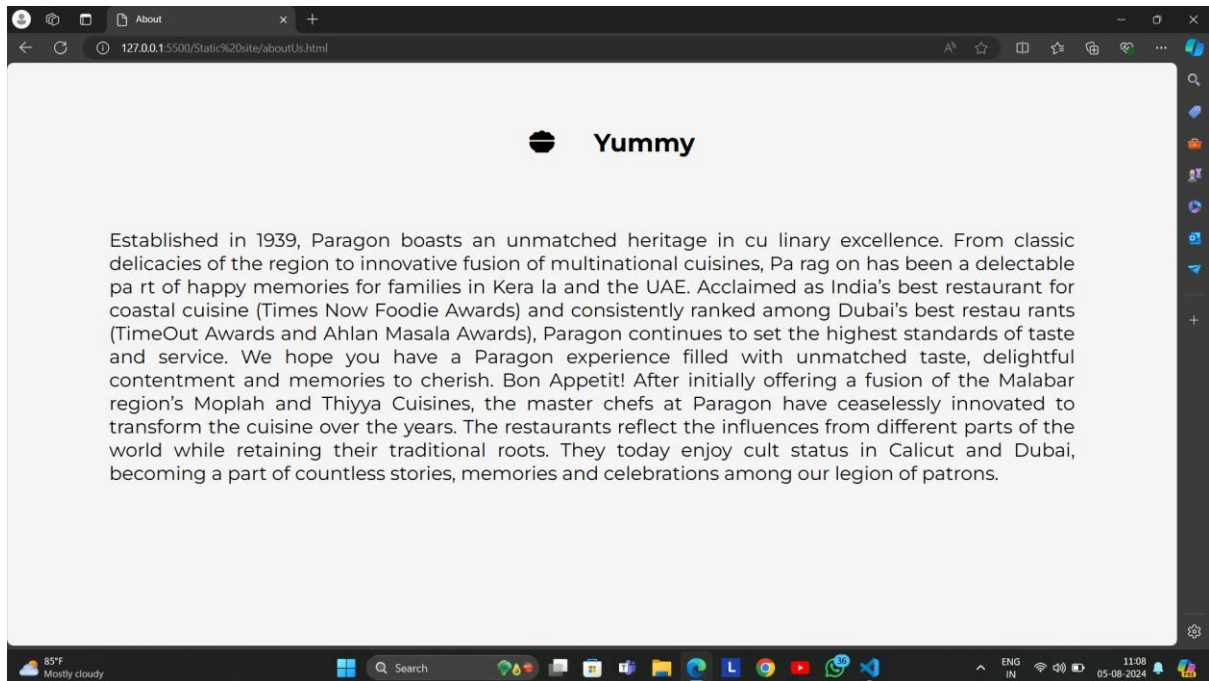 About
127.0.0.1:5500/Static%20site/aboutUs.html
Yummy
Established in 1939, Paragon boasts an unmatched heritage in cu linary excellence. From classic
delicacies of the region to innovative fusion of multinational cuisines, Pa rag on has been a delectable
pa rt of happy memories for families in Kera la and the UAE. Acclaimed as India’s best restaurant for
coastal cuisine (Times Now Foodie Awards) and consistently ranked among Dubai’s best restau rants
(TimeOut Awards and Ahlan Masala Awards), Paragon continues to set the highest standards of taste
and service. We hope you have a Paragon experience filled with unmatched taste, delightful
contentment and memories to cherish. Bon Appetit! After initially offering a fusion of the Malabar
region’s Moplah and Thiyya Cuisines, the master chefs at Paragon have ceaselessly innovated to
transform the cuisine over the years. The restaurants reflect the influences from different parts of the
world while retaining their traditional roots. They today enjoy cult status in Calicut and Dubai,
becoming a part of countless stories, memories and celebrations among our legion of patrons.
85°F
Mostly cloudy
Search
L
36
ENG
IN
11:08
05-08-2024
PRE